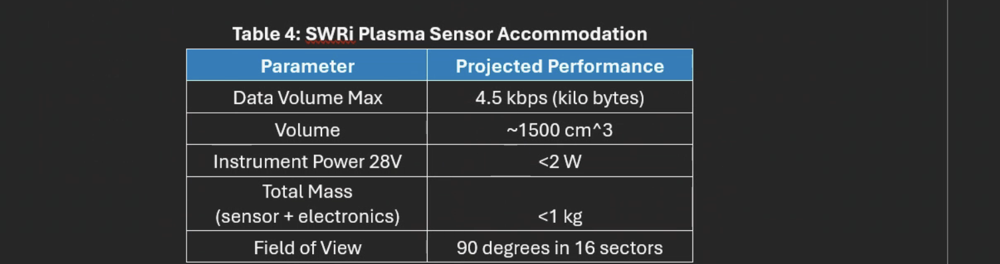 Table 4: SWRi Plasma Sensor Accommodation
Parameter Projected Performance
Data Volume Max 4.5 kbps (kilo bytes)
Volume ~1500 cm^3
Instrument Power 28V <2 W
Total Mass
(sensor + electronics) <1 kg
Field of View 90 degrees in 16 sectors